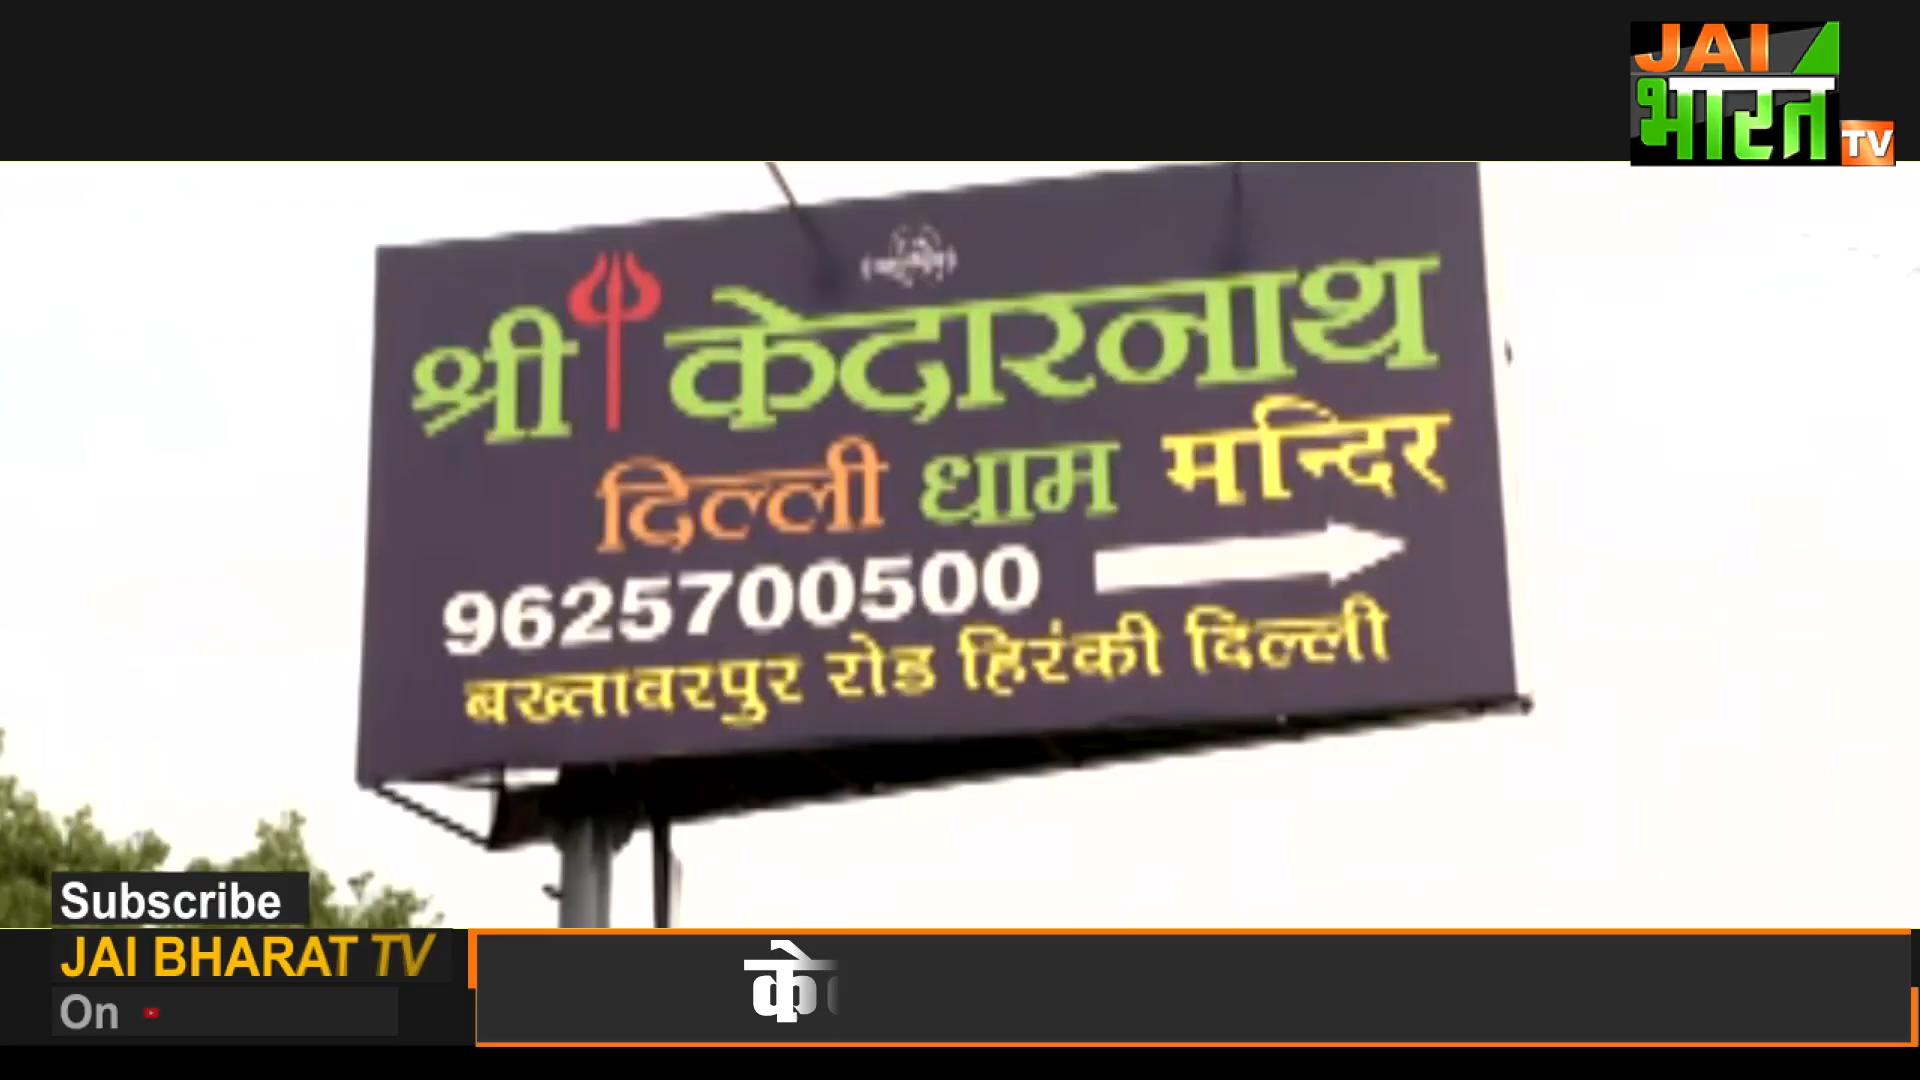 JAI
भारत
TV
श्री केदारनाथ
दिल्ली धाम मन्दिर
9625700500
बख्तावरपुर रोड हिरंकी दिल्ली
Subscribe
JAI BHARAT TV
On
के